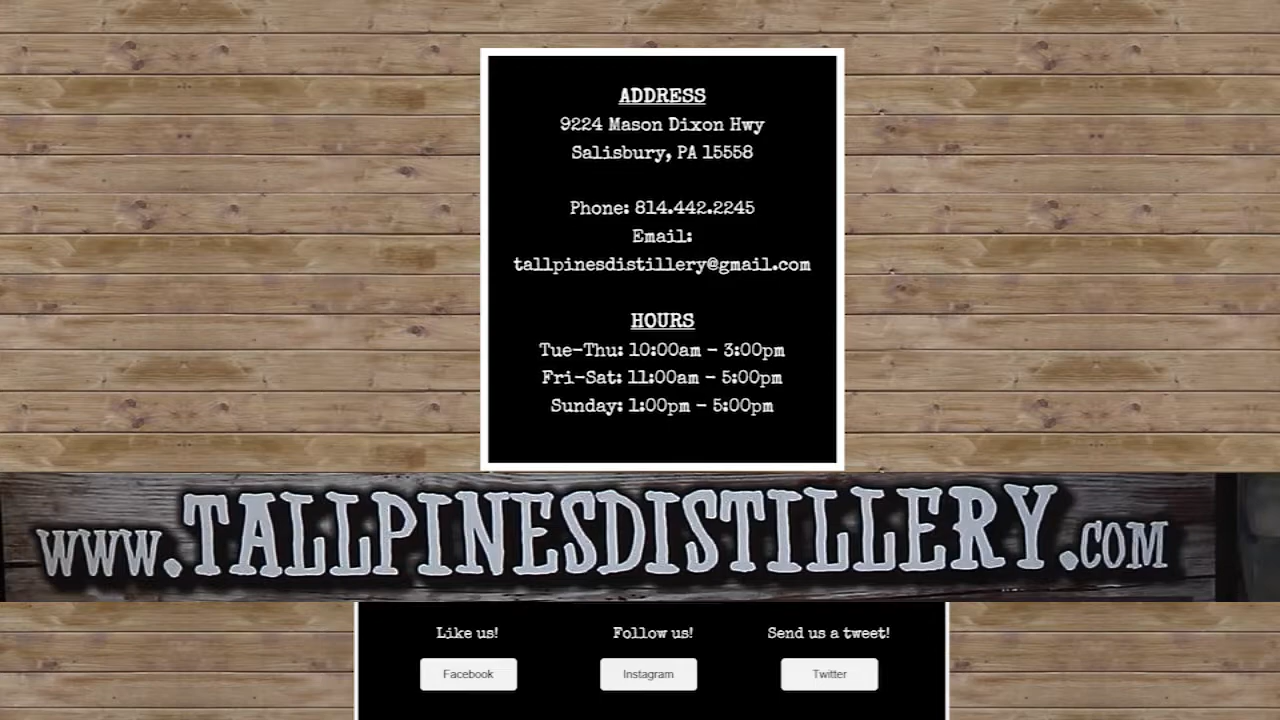 ADDRESS
9224 Mason Dixon Hwy
Salisbury, PA 15558
Phone: 814.442.2245
Email:
tallpinesdistillery@gmail.com
HOURS
Tue-Thu: 10:00am - 3:00pm
Fri-Sat: 11:00am - 5:00pm
Sunday: 1:00pm - 5:00pm
WWW.TALLPINESDISTILLERY.COM
Like us! Follow us! Send us a tweet!
Facebook Instagram Twitter